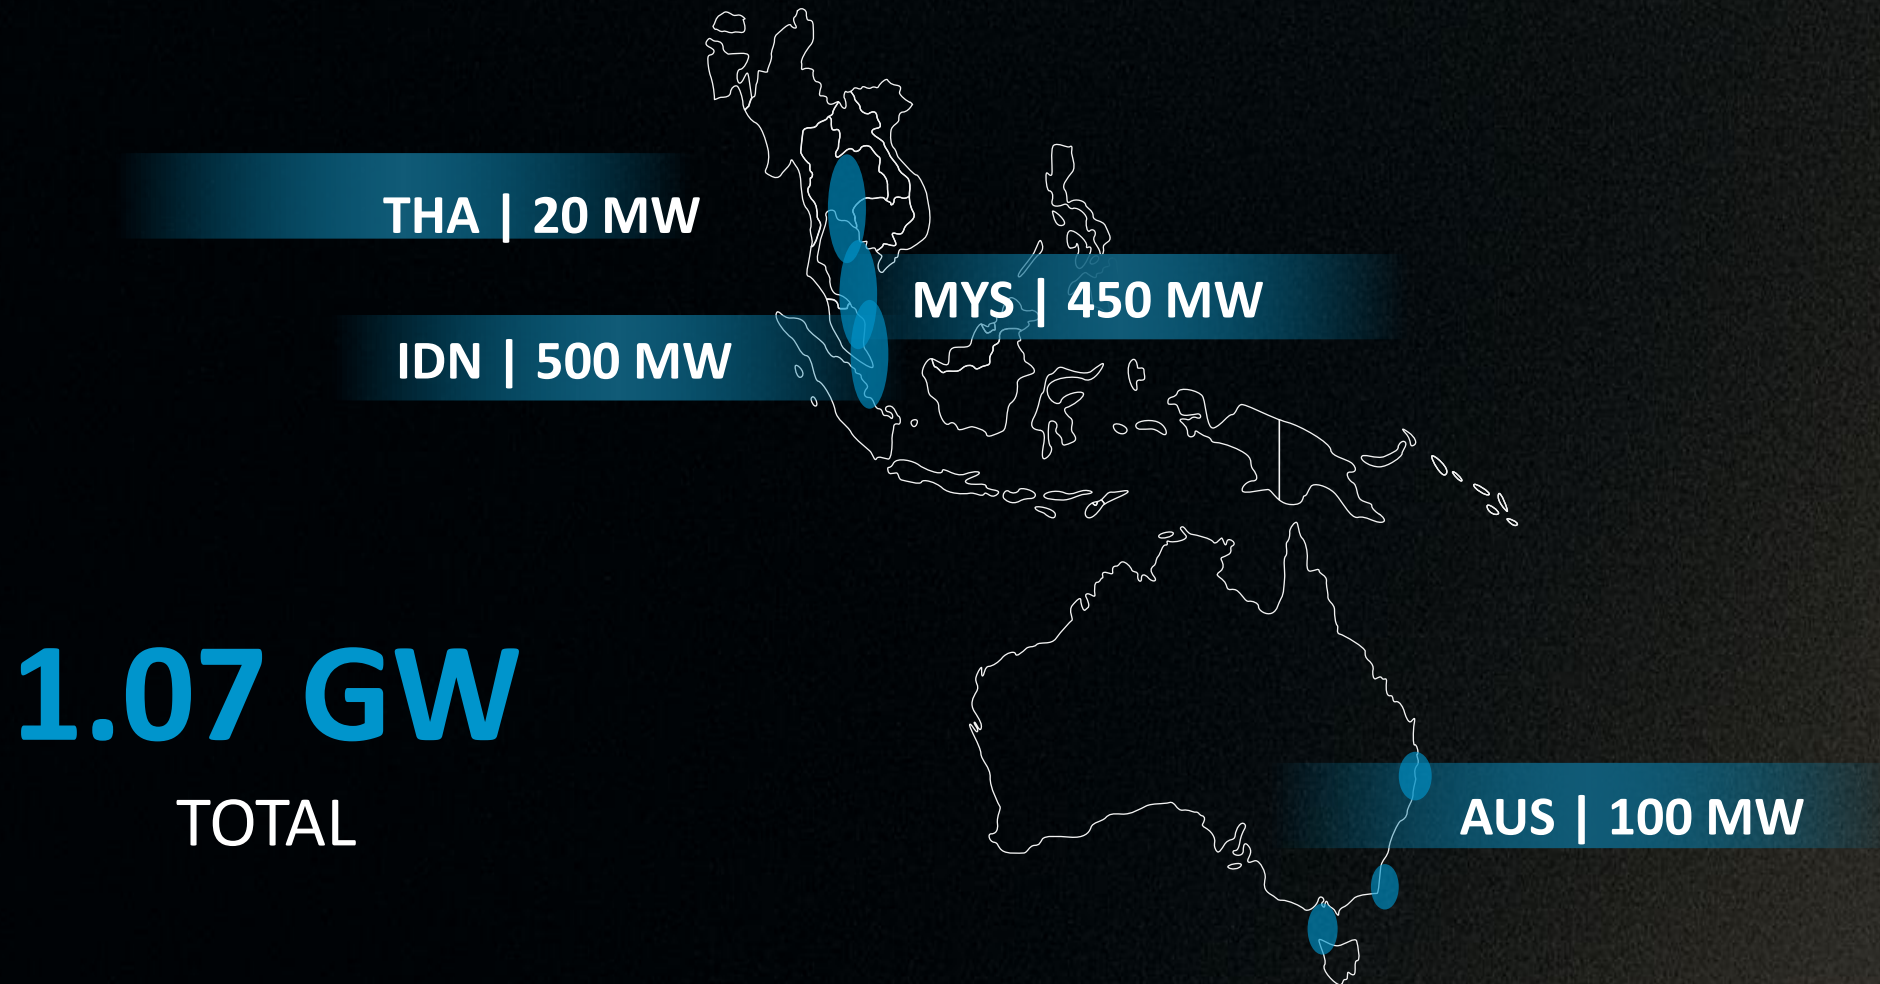 THA | 20 MW
MYS | 450 MW
IDN | 500 MW
1.07 GW
TOTAL
AUS | 100 MW